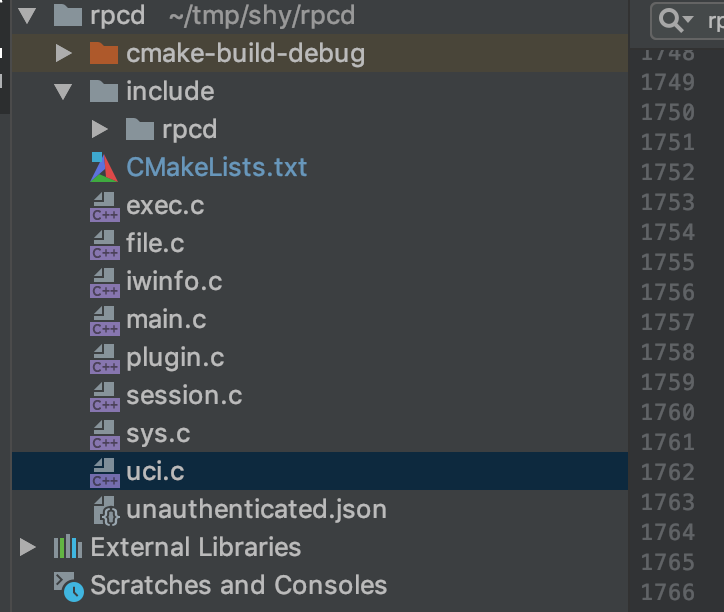 rpcd ~/tmp/shy/rpcd
cmake-build-debug
include
rpcd
CMakeLists.txt
C++ exec.c
C++ file.c
C++ iwinfo.c
C++ main.c
C++ plugin.c
C++ session.c
C++ sys.c
C++ uci.c
unauthenticated.json
External Libraries
Scratches and Consoles
rp
1748
1749
1750
1751
1752
1753
1754
1755
1756
1757
1758
1759
1760
1761
1762
1763
1764
1765
1766